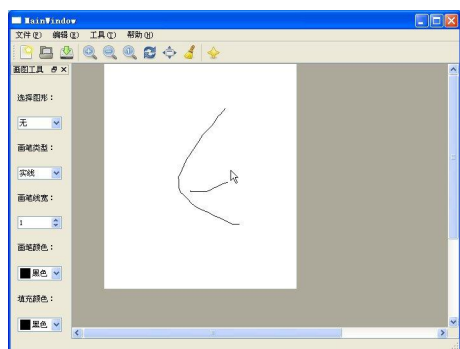 MainWindow
文件(F) 编辑(E) 工具(T) 帮助(H)
画图工具
选择图形：
无
画笔类型：
实线
画笔线宽：
1
画笔颜色：
黑色
填充颜色：
黑色